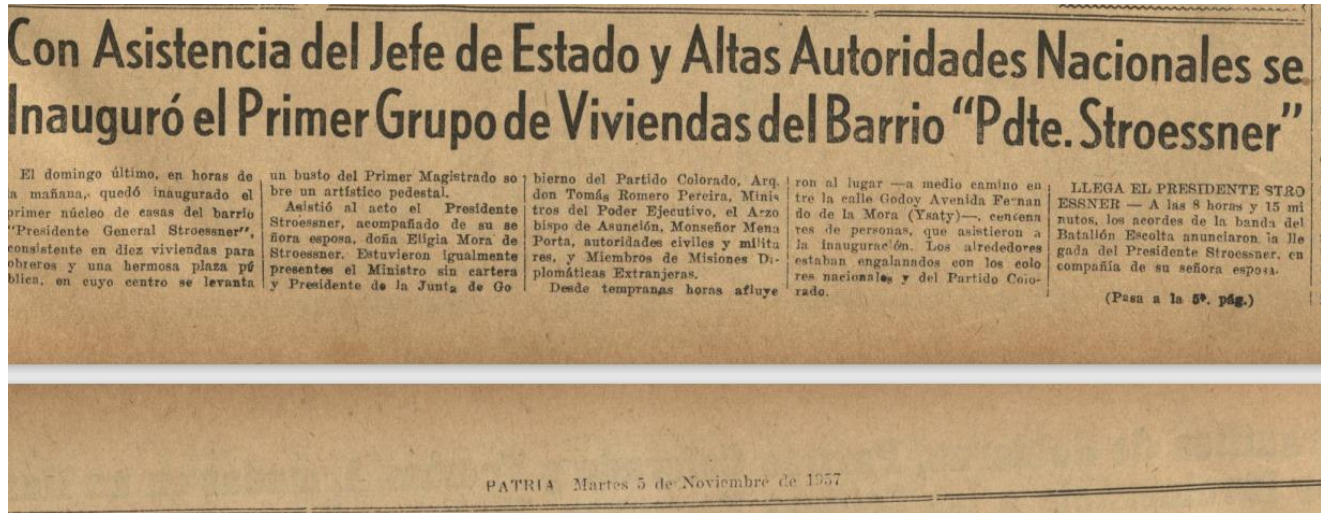 Con Asistencia del Jefe de Estado y Altas Autoridades Nacionales se
Inauguró el Primer Grupo de Viviendas del Barrio “Pdte. Stroessner”
El domingo último, en horas de
a mañana, quedó inaugurado el
primer núcleo de casas del barrio
"Presidente General Stroessner",
consistente en diez viviendas para
obreros y una hermosa plaza pú
blica, en cuyo centro se levanta
un busto del Primer Magistrado so
bre un artístico pedestal.
Asistió al acto el Presidente
Stroessner, acompañado de su se
ñora esposa, doña Eligia Mora de
Stroessner. Estuvieron igualmente
presentes el Ministro sin cartera
y Presidente de la Junta de Go
bierno del Partido Colorado, Arq.
don Tomás Romero Pereira, Minis
tros del Poder Ejecutivo, el Arzo
bispo de Asunción, Monseñor Mena
Porta, autoridades civiles y milita
res, y Miembros de Misiones Di-
plomáticas Extranjeras.
Desde tempranas horas afluye
ron al lugar —a medio camino en
tre la calle Godoy Avenida Fernan
do de la Mora (Ysaty)—, centena
res de personas, que asistieron a
la inauguración. Los alrededores
estaban engalanados con los colo
res nacionales y del Partido Colo-
rado.
LLEGA EL PRESIDENTE STRO
ESSNER — A las 8 horas y 15 mi
nutos, los acordes de la banda del
Batallón Escolta anunciaron la lle
gada del Presidente Stroessner, en
compañía de su señora esposa.
(Pasa a la 5ª. pág.)
PATRIA Martes 5 de Noviembre de 1957